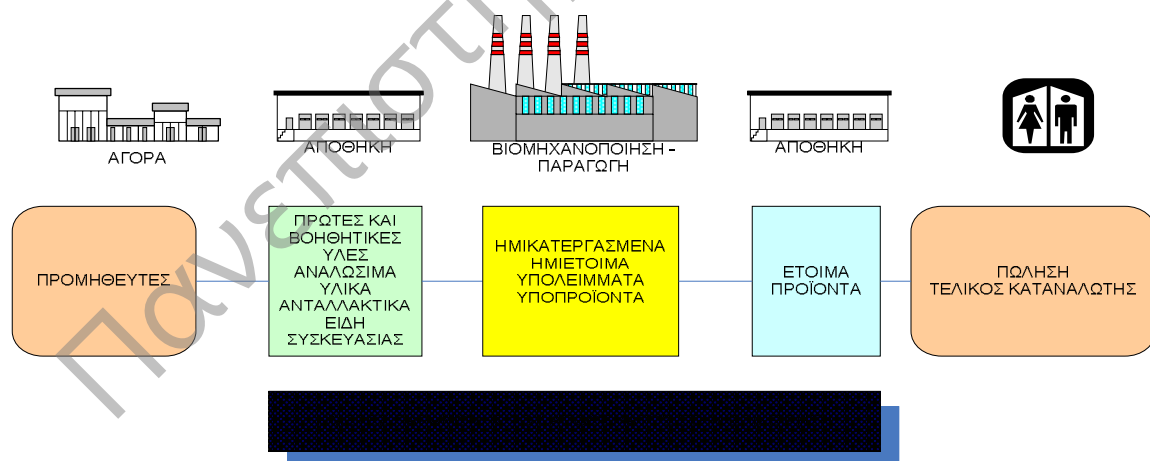 ΑΓΟΡΑ
ΑΠΟΘΗΚΗ
ΒΙΟΜΗΧΑΝΟΠΟΙΗΣΗ -
ΠΑΡΑΓΩΓΗ
ΑΠΟΘΗΚΗ
ΠΡΟΜΗΘΕΥΤΕΣ
ΠΡΩΤΕΣ ΚΑΙ
ΒΟΗΘΗΤΙΚΕΣ
ΥΛΕΣ
ΑΝΑΛΩΣΙΜΑ
ΥΛΙΚΑ
ΑΝΤΑΛΛΑΚΤΙΚΑ
ΕΙΔΗ
ΣΥΣΚΕΥΑΣΙΑΣ
ΗΜΙΚΑΤΕΡΓΑΣΜΕΝΑ
ΗΜΙΕΤΟΙΜΑ
ΥΠΟΛΕΙΜΜΑΤΑ
ΥΠΟΠΡΟΪΟΝΤΑ
ΕΤΟΙΜΑ
ΠΡΟΪΟΝΤΑ
ΠΩΛΗΣΗ
ΤΕΛΙΚΟΣ ΚΑΤΑΝΑΛΩΤΗΣ